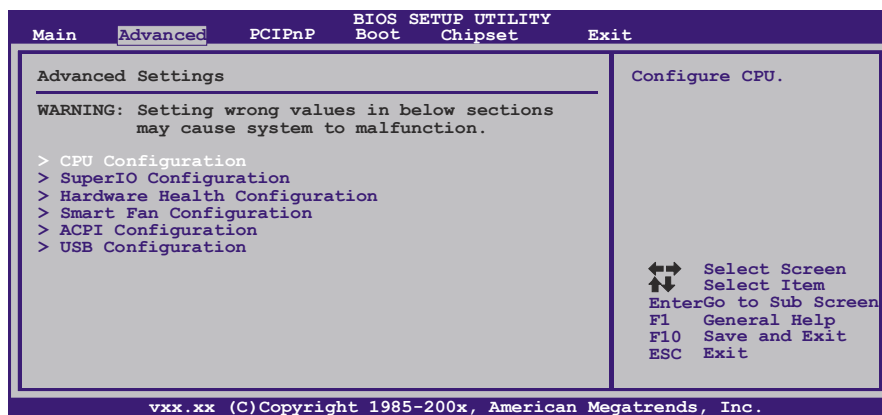 BIOS SETUP UTILITY
Main Advanced PCIPnP Boot Chipset Exit
Advanced Settings
WARNING: Setting wrong values in below sections
may cause system to malfunction.
> CPU Configuration
> SuperIO Configuration
> Hardware Health Configuration
> Smart Fan Configuration
> ACPI Configuration
> USB Configuration
Configure CPU.
Select Screen
Select Item
EnterGo to Sub Screen
F1 General Help
F10 Save and Exit
ESC Exit
vxx.xx (C)Copyright 1985-200x, American Megatrends, Inc.